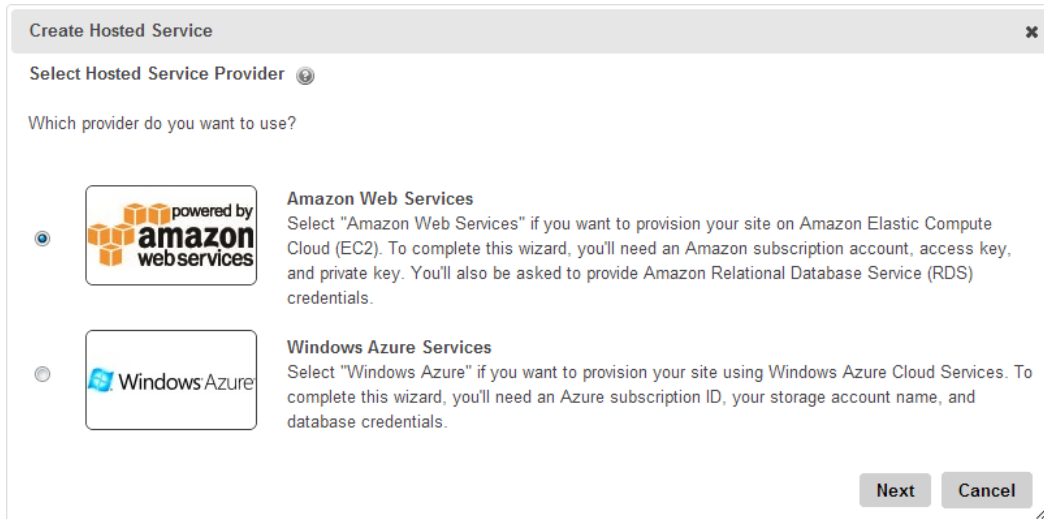 Create Hosted Service
Select Hosted Service Provider
Which provider do you want to use?
powered by
amazon
web services
Amazon Web Services
Select "Amazon Web Services" if you want to provision your site on Amazon Elastic Compute
Cloud (EC2). To complete this wizard, you'll need an Amazon subscription account, access key,
and private key. You'll also be asked to provide Amazon Relational Database Service (RDS)
credentials.
Windows Azure
Windows Azure Services
Select "Windows Azure" if you want to provision your site using Windows Azure Cloud Services. To
complete this wizard, you'll need an Azure subscription ID, your storage account name, and
database credentials.
Next Cancel